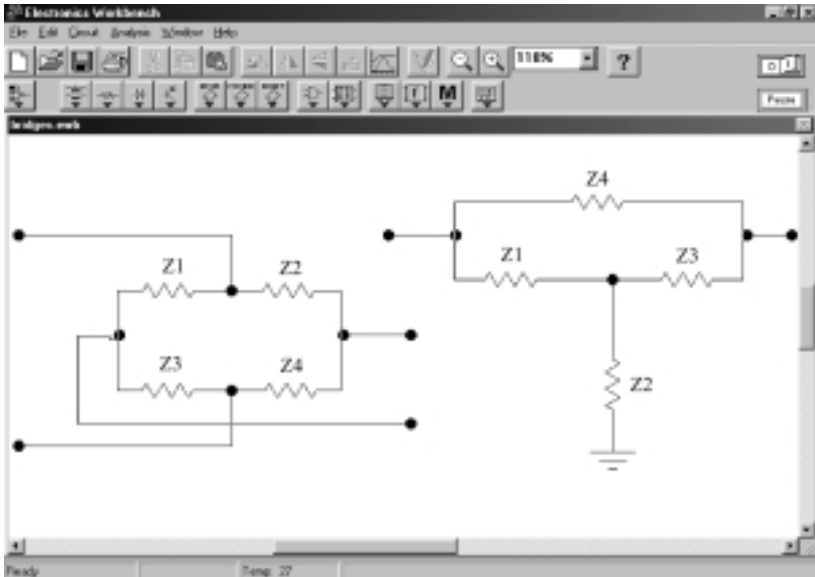 Electronics Workbench
File Edit Circuit Analysis Window Help
110%
?
M
Pause
bridges.ewb
Z4
Z1 Z3
Z1 Z2
Z3 Z4
Z2
Ready Temp: 27